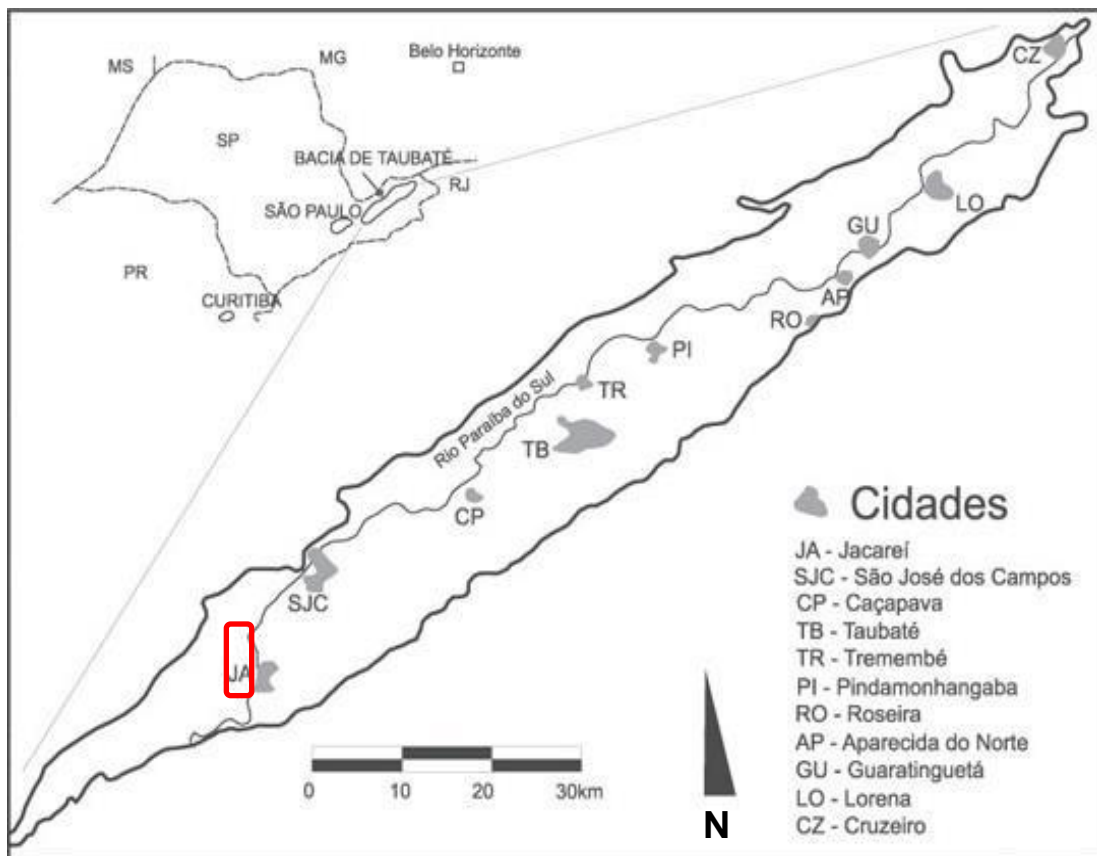 MS
MG
Belo Horizonte
SP
BACIA DE TAUBATÉ
RJ
SÃO PAULO
PR
CURITIBA
CZ
LO
GU
AP
RO
PI
TR
Rio Paraíba do Sul
TB
CP
SJC
JA
Cidades
JA - Jacareí
SJC - São José dos Campos
CP - Caçapava
TB - Taubaté
TR - Tremembé
PI - Pindamonhangaba
RO - Roseira
AP - Aparecida do Norte
GU - Guaratinguetá
LO - Lorena
CZ - Cruzeiro
0 10 20 30km
N